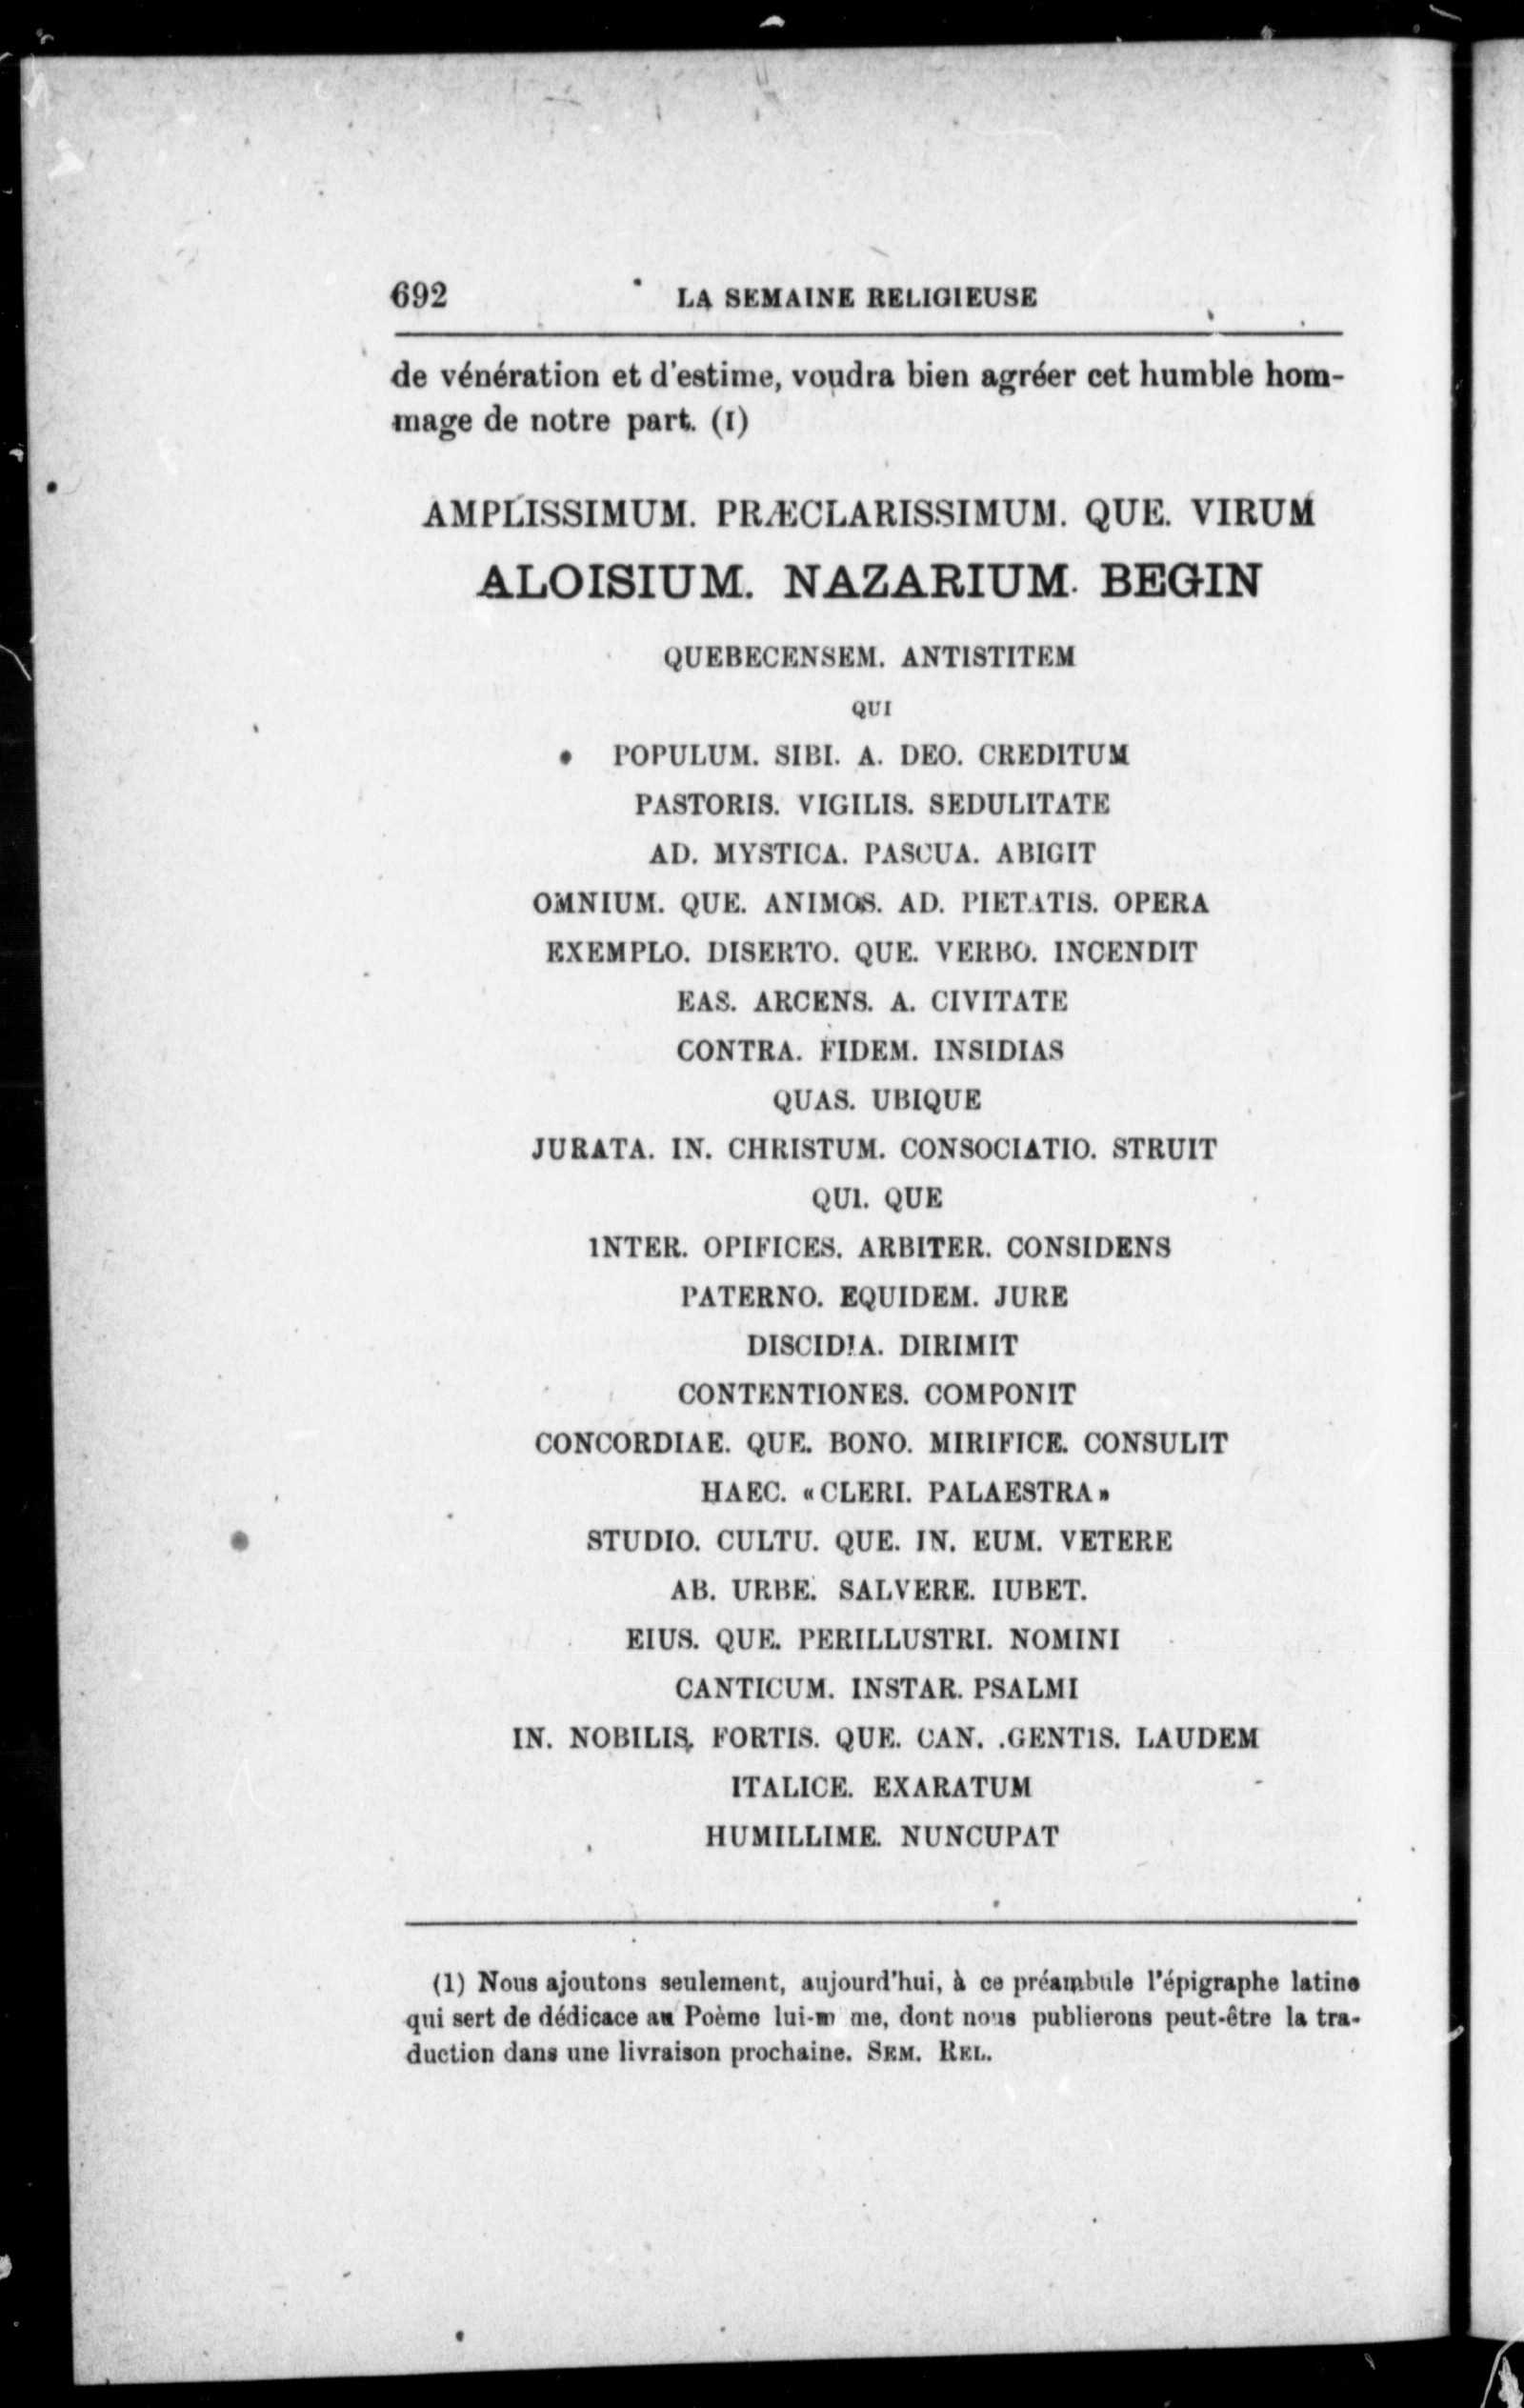 692 LA SEMAINE RELIGIEUSE
de vénération et d'estime, voudra bien agréer cet humble hom-
mage de notre part. (1)
AMPLISSIMUM. PRÆCLARISSIMUM. QUE. VIRUM
ALOISIUM. NAZARIUM. BEGIN
QUEBECENSEM. ANTISTITEM
QUI
POPULUM. SIBI. A. DEO. CREDITUM
PASTORIS. VIGILIS. SEDULITATE
AD. MYSTICA. PASCUA. ABIGIT
OMNIUM. QUE. ANIMOS. AD. PIETATIS. OPERA
EXEMPLO. DISERTO. QUE. VERBO. INCENDIT
EAS. ARCENS. A. CIVITATE
CONTRA. FIDEM. INSIDIAS
QUAS. UBIQUE
JURATA. IN. CHRISTUM. CONSOCIATIO. STRUIT
QUI. QUE
INTER. OPIFICES. ARBITER. CONSIDENS
PATERNO. EQUIDEM. JURE
DISCIDIA. DIRIMIT
CONTENTIONES. COMPONIT
CONCORDIAE. QUE. BONO. MIRIFICE. CONSULIT
HAEC. «CLERI. PALAESTRA»
STUDIO. CULTU. QUE. IN. EUM. VETERE
AB. URBE. SALVERE. IUBET.
EIUS. QUE. PERILLUSTRI. NOMINI
CANTICUM. INSTAR. PSALMI
IN. NOBILIS. FORTIS. QUE. CAN. .GENTIS. LAUDEM
ITALICE. EXARATUM
HUMILLIME. NUNCUPAT
(1) Nous ajoutons seulement, aujourd'hui, à ce préambule l'épigraphe latine
qui sert de dédicace au Poème lui-m me, dont nous publierons peut-être la tra-
duction dans une livraison prochaine. SEM. REL.